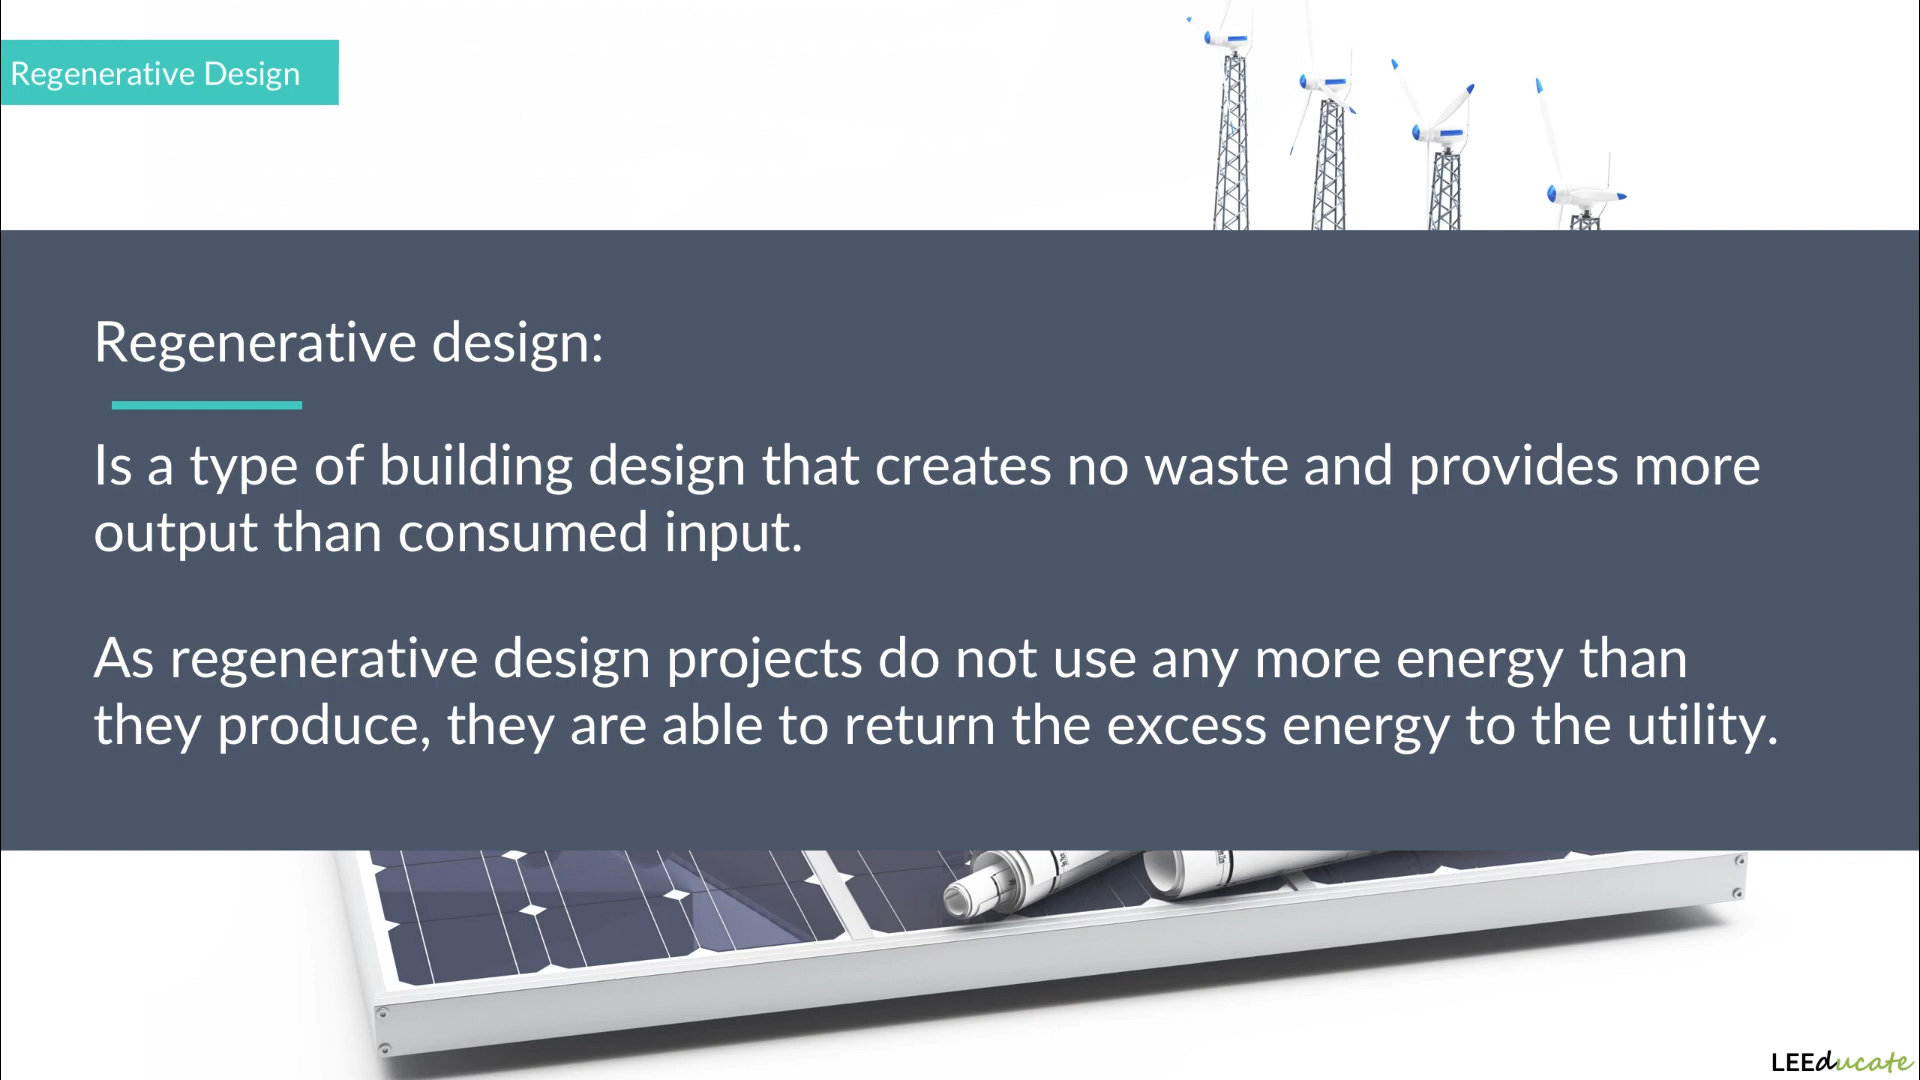 Regenerative Design
Regenerative design:
Is a type of building design that creates no waste and provides more
output than consumed input.
As regenerative design projects do not use any more energy than
they produce, they are able to return the excess energy to the utility.
LEEducate